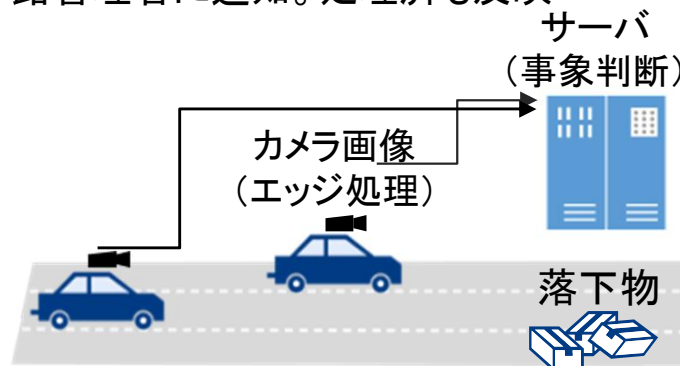 サーバ
（事象判断）
カメラ画像
（エッジ処理）
落下物